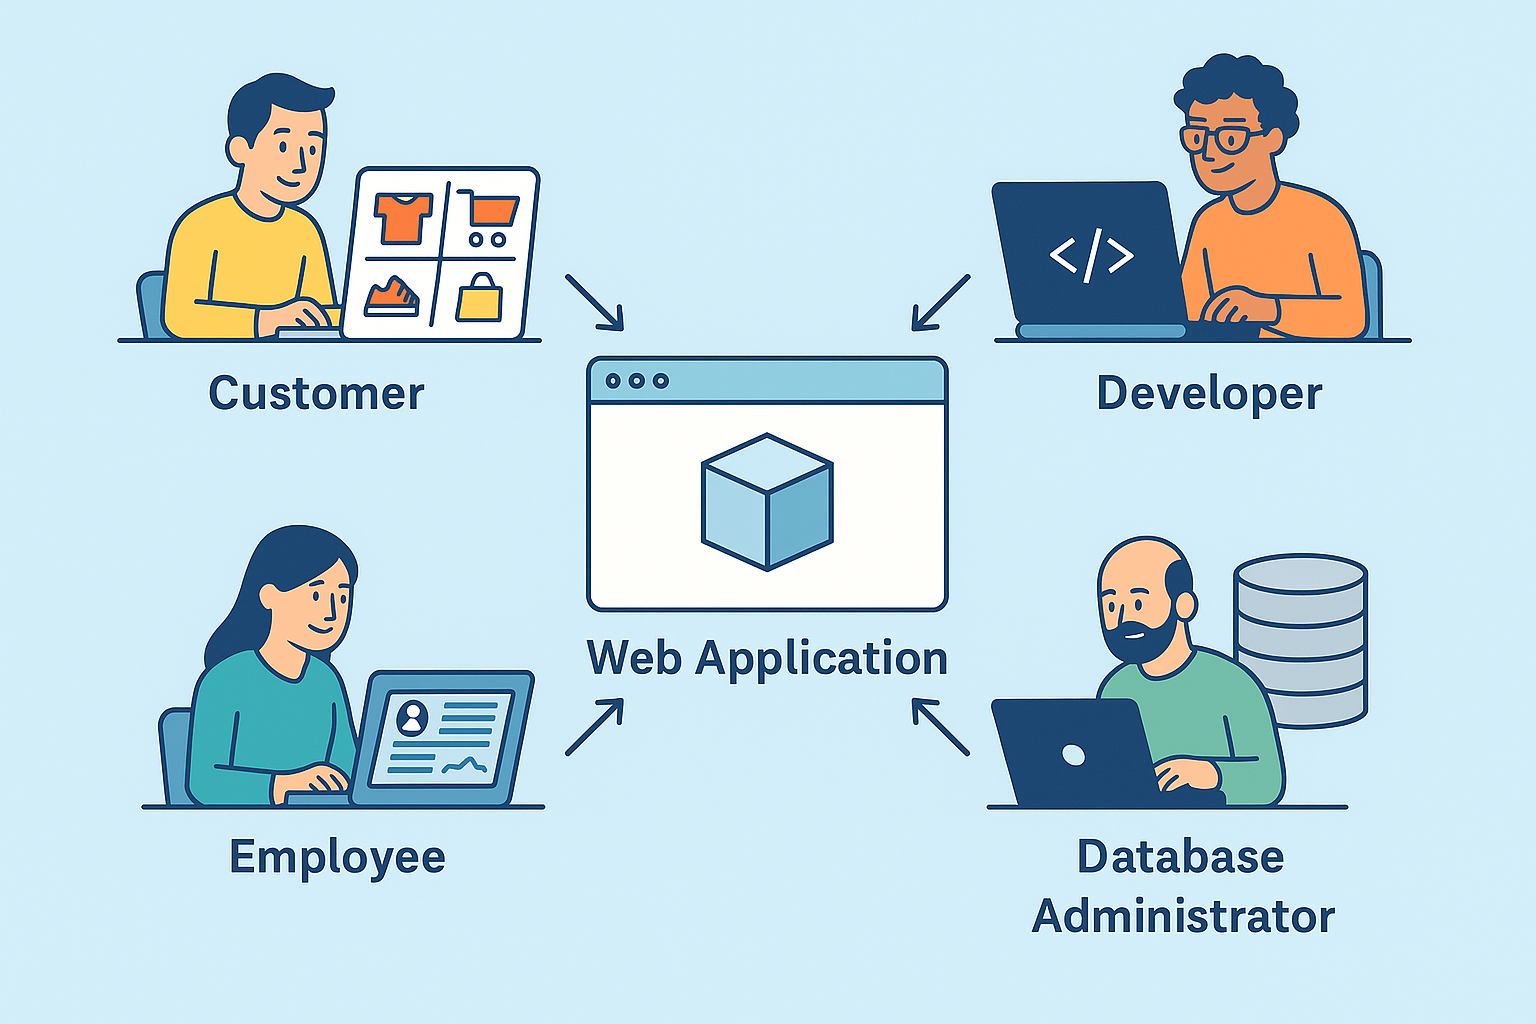 Customer
Developer
</>
Web Application
Employee
Database
Administrator